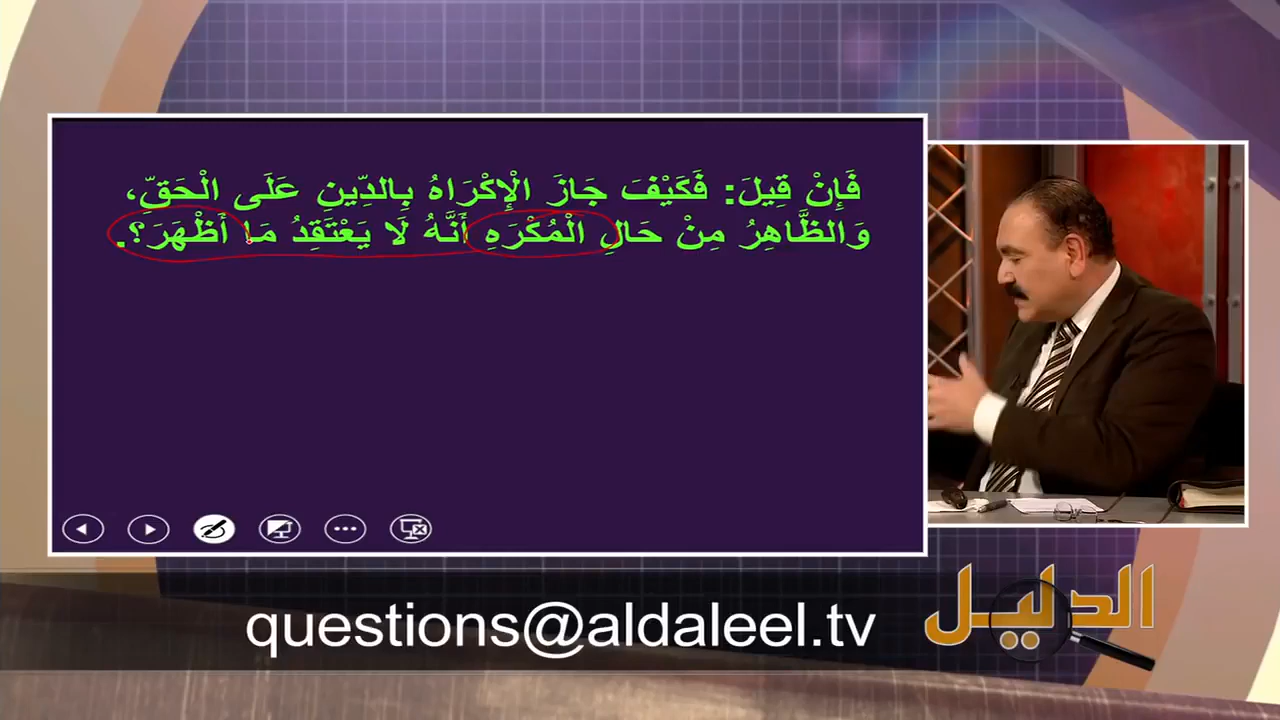 فَإِنْ قِيلَ: فَكَيْفَ جَازَ الْإِكْرَاهُ بِالدِّينِ عَلَى الْحَقِّ،
وَالظَّاهِرُ مِنْ حَالِ الْمُكْرَهِ أَنَّهُ لَا يَعْتَقِدُ مَا أَظْهَرَ؟.
questions@aldaleel.tv
الدليل